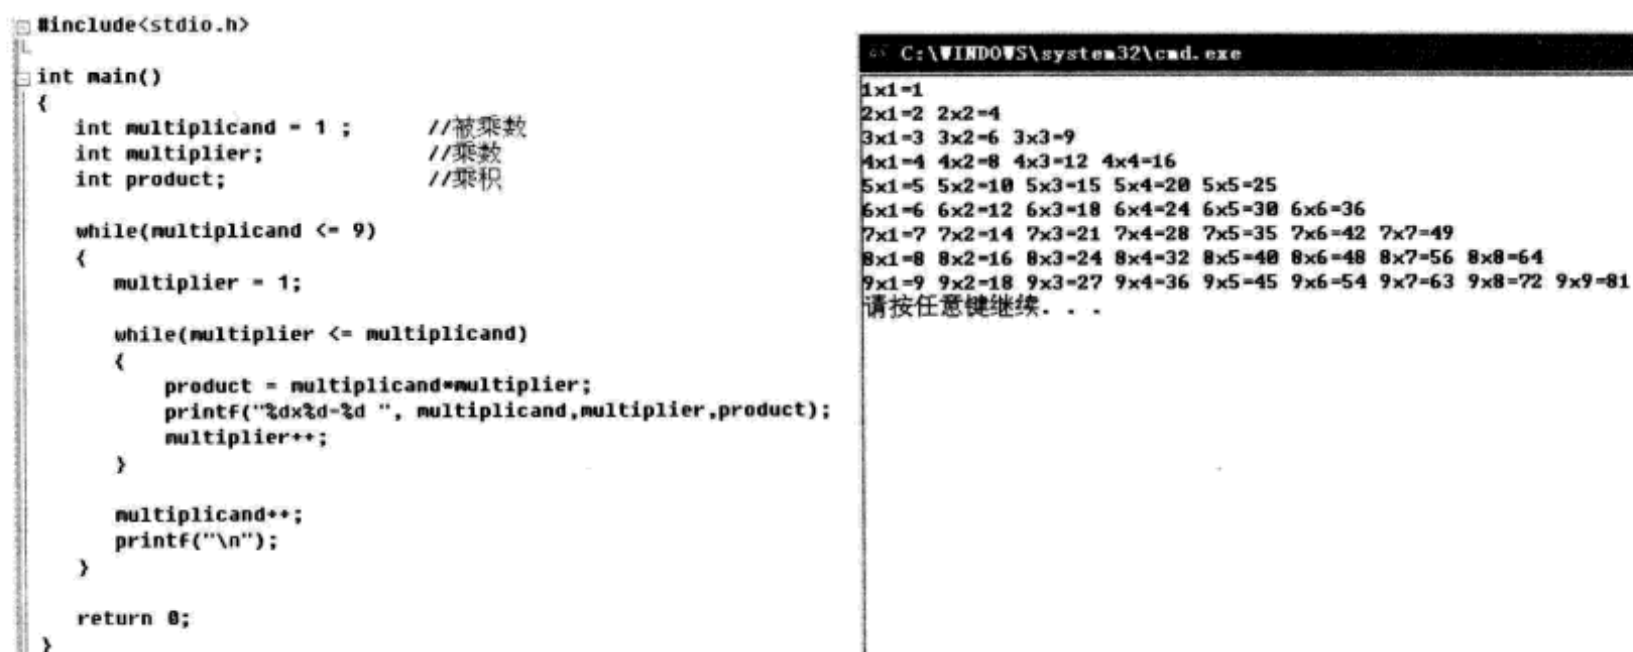 #include<stdio.h>
int main()
{
int multiplicand = 1 ; //被乘数
int multiplier; //乘数
int product; //乘积
while(multiplicand <= 9)
{
multiplier = 1;
while(multiplier <= multiplicand)
{
product = multiplicand*multiplier;
printf("%dx%d=%d ", multiplicand,multiplier,product);
multiplier++;
}
multiplicand++;
printf("\n");
}
return 0;
}
C:\WINDOWS\system32\cmd.exe
1x1=1
2x1=2 2x2=4
3x1=3 3x2=6 3x3=9
4x1=4 4x2=8 4x3=12 4x4=16
5x1=5 5x2=10 5x3=15 5x4=20 5x5=25
6x1=6 6x2=12 6x3=18 6x4=24 6x5=30 6x6=36
7x1=7 7x2=14 7x3=21 7x4=28 7x5=35 7x6=42 7x7=49
8x1=8 8x2=16 8x3=24 8x4=32 8x5=40 8x6=48 8x7=56 8x8=64
9x1=9 9x2=18 9x3=27 9x4=36 9x5=45 9x6=54 9x7=63 9x8=72 9x9=81
请按任意键继续. . .